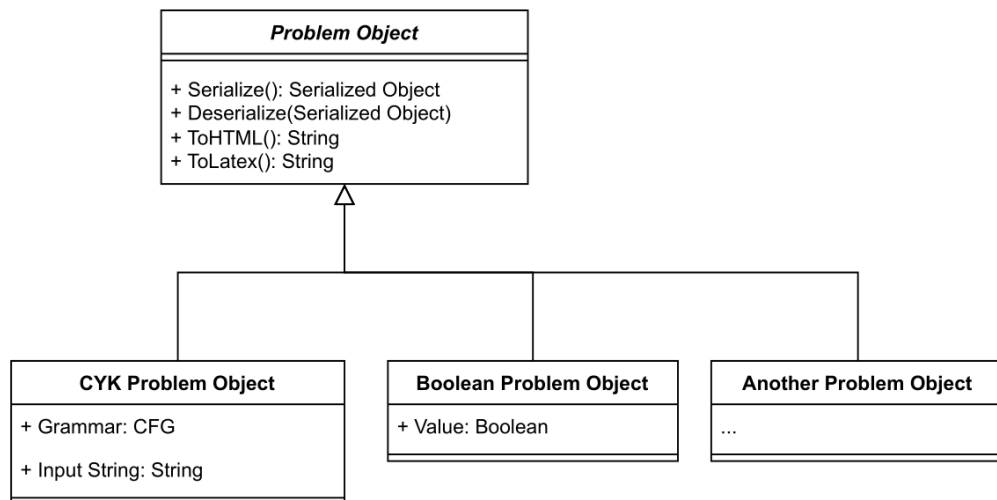 Problem Object
+ Serialize(): Serialized Object
+ Deserialize(Serialized Object)
+ ToHTML(): String
+ ToLatex(): String
CYK Problem Object
+ Grammar: CFG
+ Input String: String
Boolean Problem Object
+ Value: Boolean
Another Problem Object
...